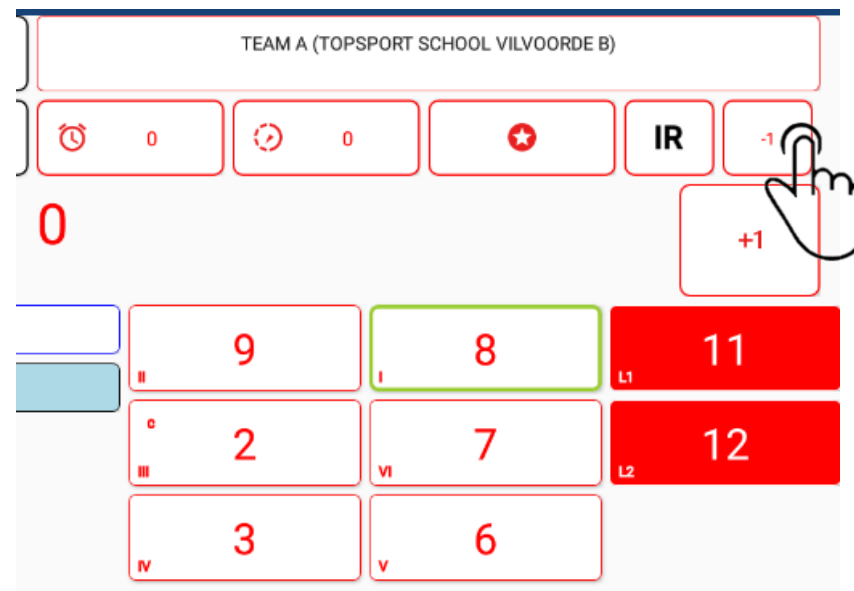 TEAM A (TOPSPORT SCHOOL VILVOORDE B)
0 0 IR -1
0 +1
9 8 11
II I L1
C
2 7 12
III VI L2
3 6
IV V